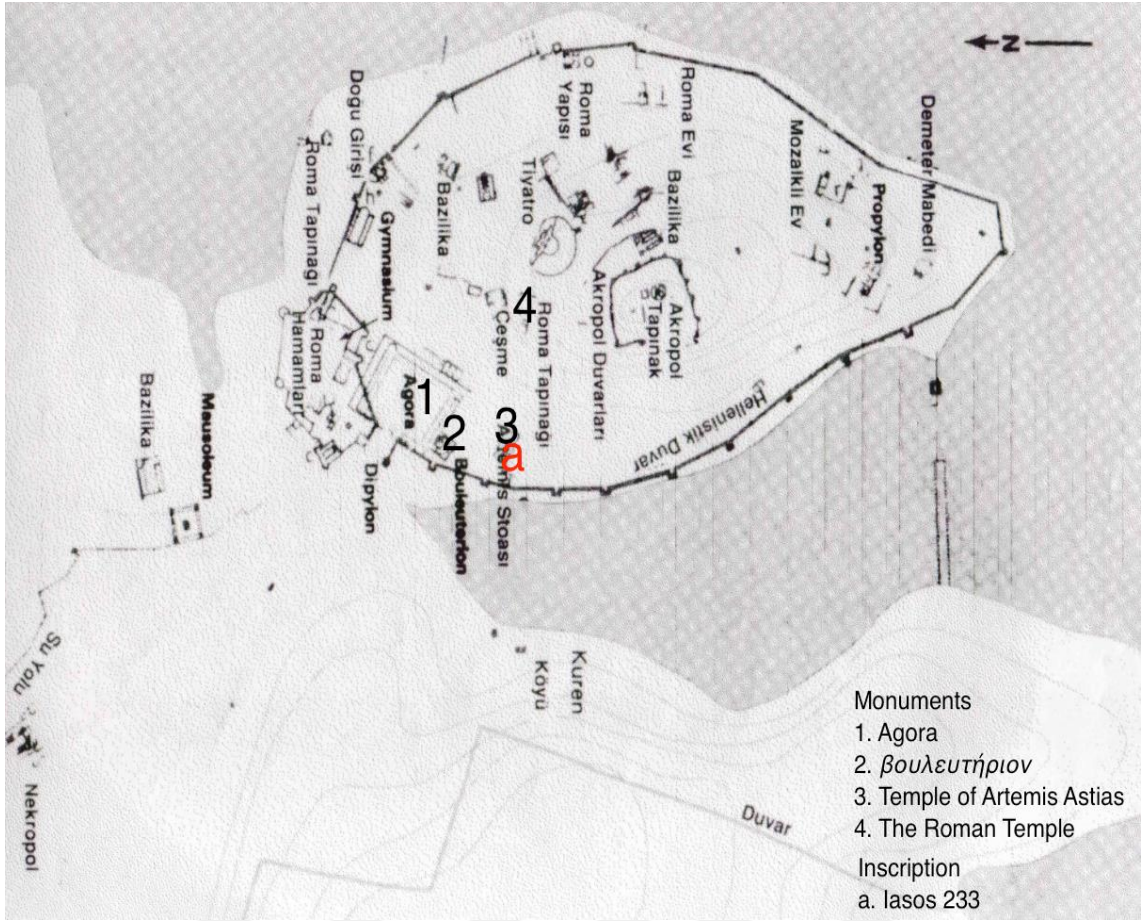 N
Doğu Girişi
Roma Tapınağı
Gymnasium
Roma
Hamamları
Bazilika
Roma
Yapısı
Roma Evi
Tiyatro
Bazilika
Mozaikli Ev
Propylon
Demeter Mabedi
4
Çeşme
Roma Tapınağı
Akropol Duvarları
Akropol
Tapınak
1
Agora
2
Bouleuterion
3
a
Artemis Stoası
Hellenistik Duvar
Dipylon
Bazilika
Mausoleum
Su Yolu
Nekropol
Kuren
Köyü
Duvar
Monuments
1. Agora
2. βουλευτήριον
3. Temple of Artemis Astias
4. The Roman Temple
Inscription
a. Iasos 233